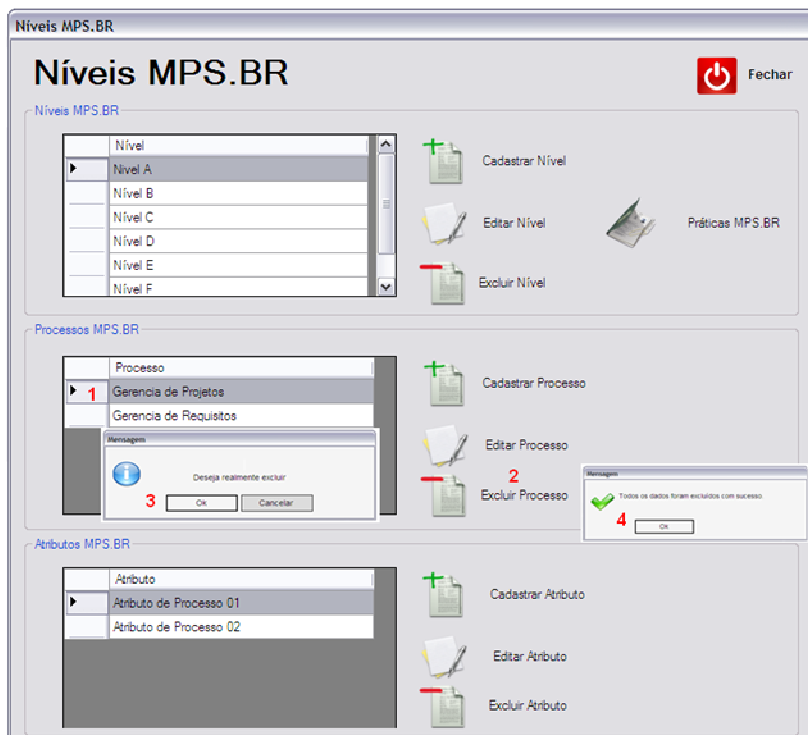 Níveis MPS.BR
Níveis MPS.BR
Fechar
Níveis MPS.BR
Nível
Nivel A
Nível B
Nível C
Nível D
Nível E
Nível F
Cadastrar Nível
Editar Nível
Práticas MPS.BR
Excluir Nível
Processos MPS.BR
Processo
1 Gerencia de Projetos
Gerencia de Requisitos
Cadastrar Processo
Editar Processo
2
Excluir Processo
Mensagem
Deseja realmente excluir
3 Ok Cancelar
Mensagem
Todos os dados foram excluídos com sucesso.
4 Ok
Atributos MPS.BR
Atributo
Atributo de Processo 01
Atributo de Processo 02
Cadastrar Atributo
Editar Atributo
Excluir Atributo